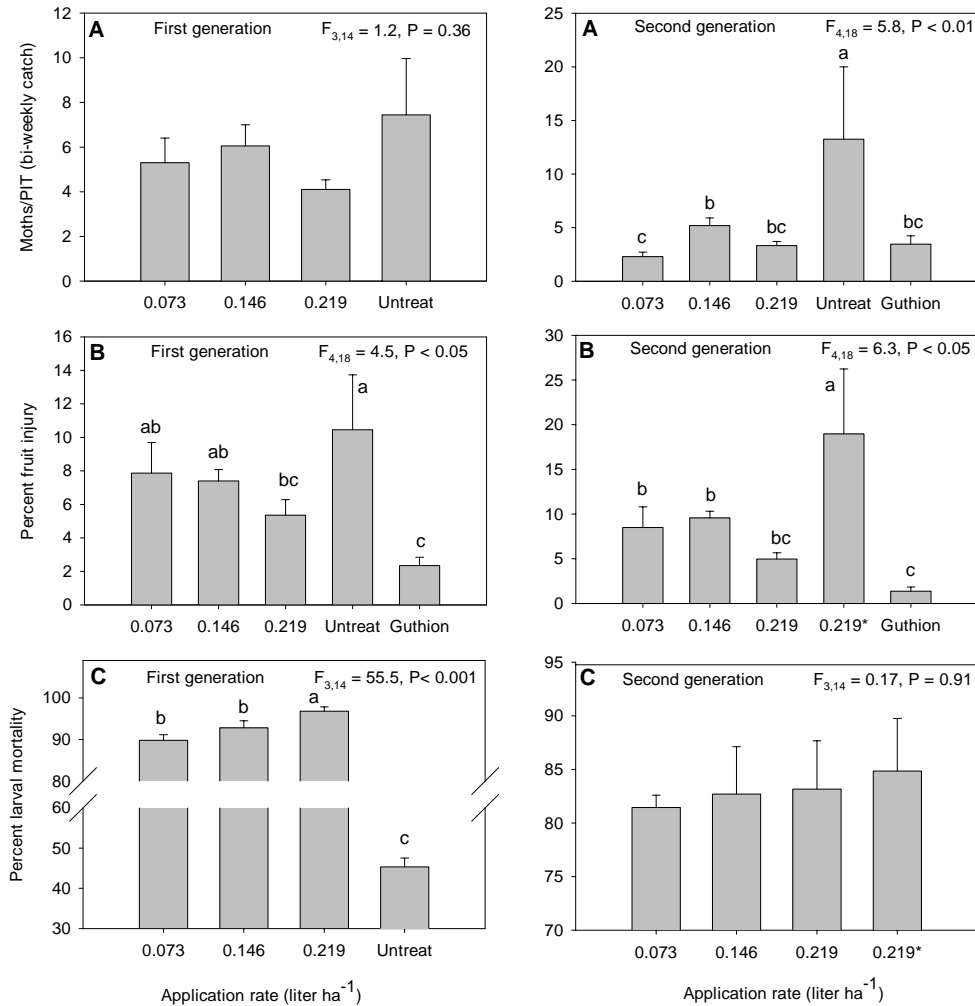 A First generation F3,14 = 1.2, P = 0.36
12
10
8
6
4
2
0
Moths/PIT (bi-weekly catch)
0.073 0.146 0.219 Untreat
A Second generation F4,18 = 5.8, P < 0.01
25
20
15
10
5
0
a
b
c bc bc
0.073 0.146 0.219 Untreat Guthion
B First generation F4,18 = 4.5, P < 0.05
16
14
12
10
8
6
4
2
0
Percent fruit injury
ab ab bc a c
0.073 0.146 0.219 Untreat Guthion
B Second generation F4,18 = 6.3, P < 0.05
30
25
20
15
10
5
0
b b bc a c
0.073 0.146 0.219 0.219* Guthion
C First generation F3,14 = 55.5, P< 0.001
100
90
80
60
50
40
30
Percent larval mortality
b b a c
0.073 0.146 0.219 Untreat
Application rate (liter ha-1)
C Second generation F3,14 = 0.17, P = 0.91
95
90
85
80
75
70
0.073 0.146 0.219 0.219*
Application rate (liter ha-1)